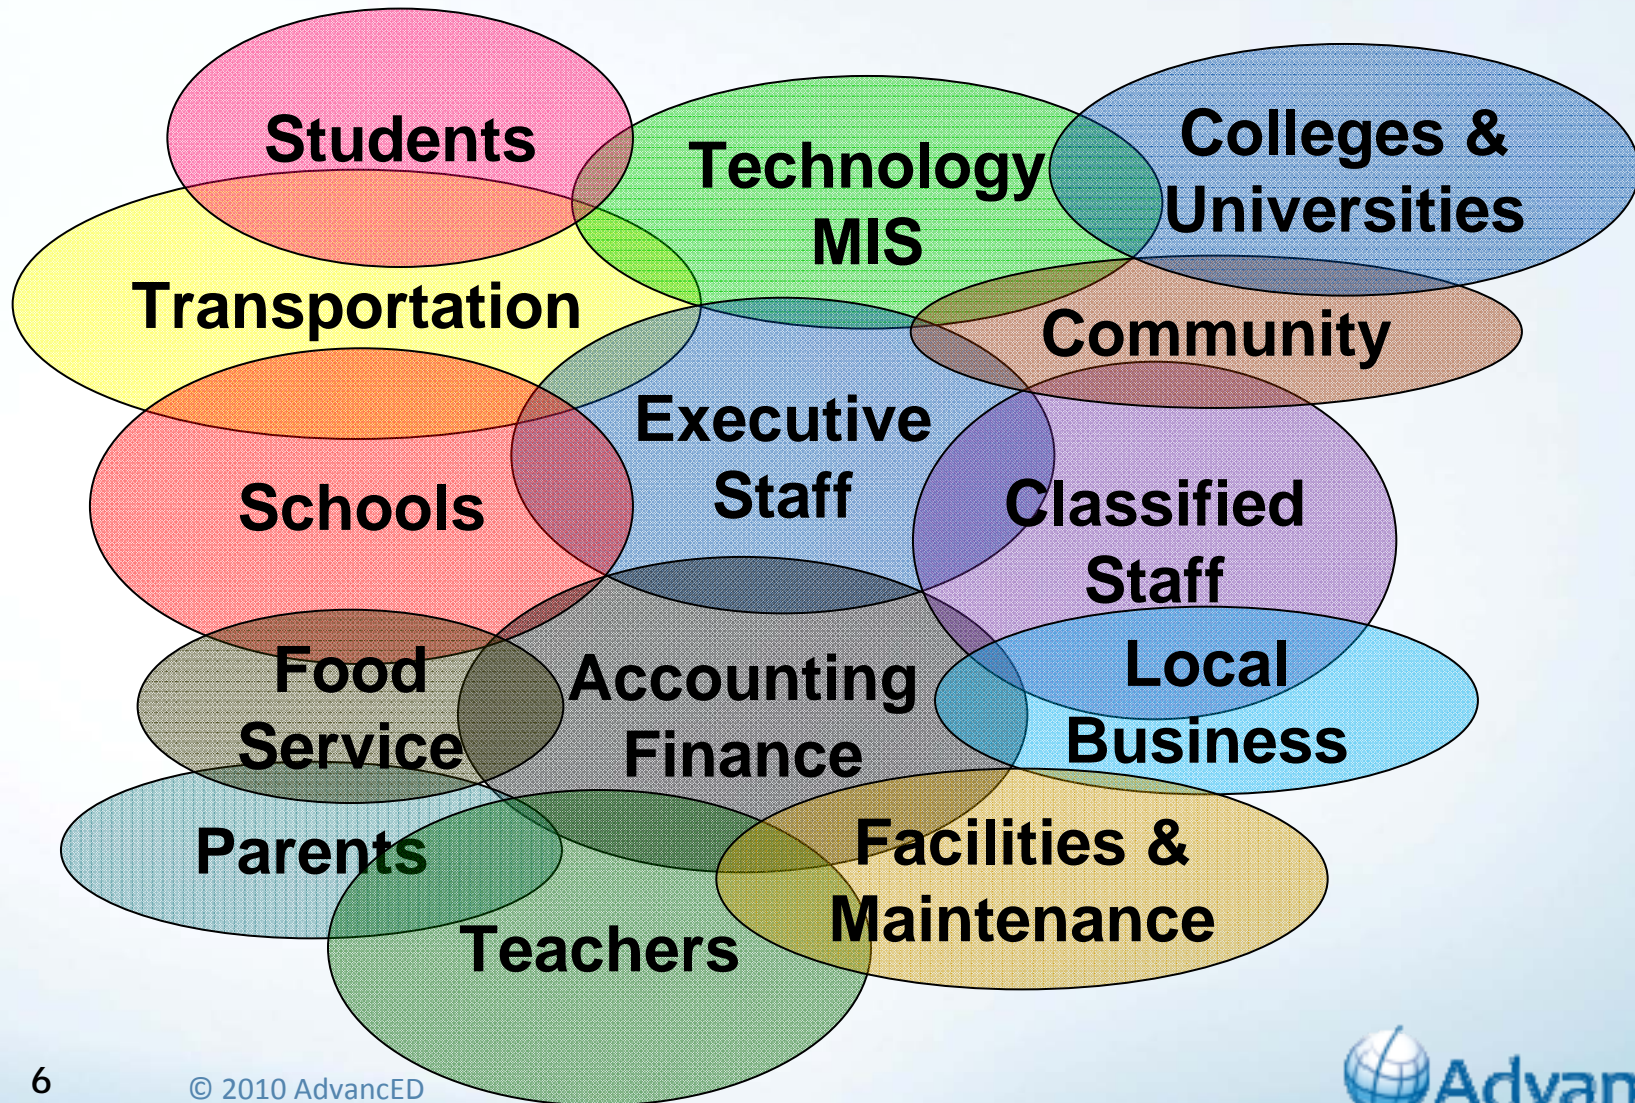 Students
Technology
MIS
Colleges &
Universities
Transportation
Community
Executive
Staff
Schools
Classified
Staff
Food
Service
Accounting
Finance
Local
Business
Parents
Facilities &
Maintenance
Teachers
6
© 2010 AdvancED
Advan